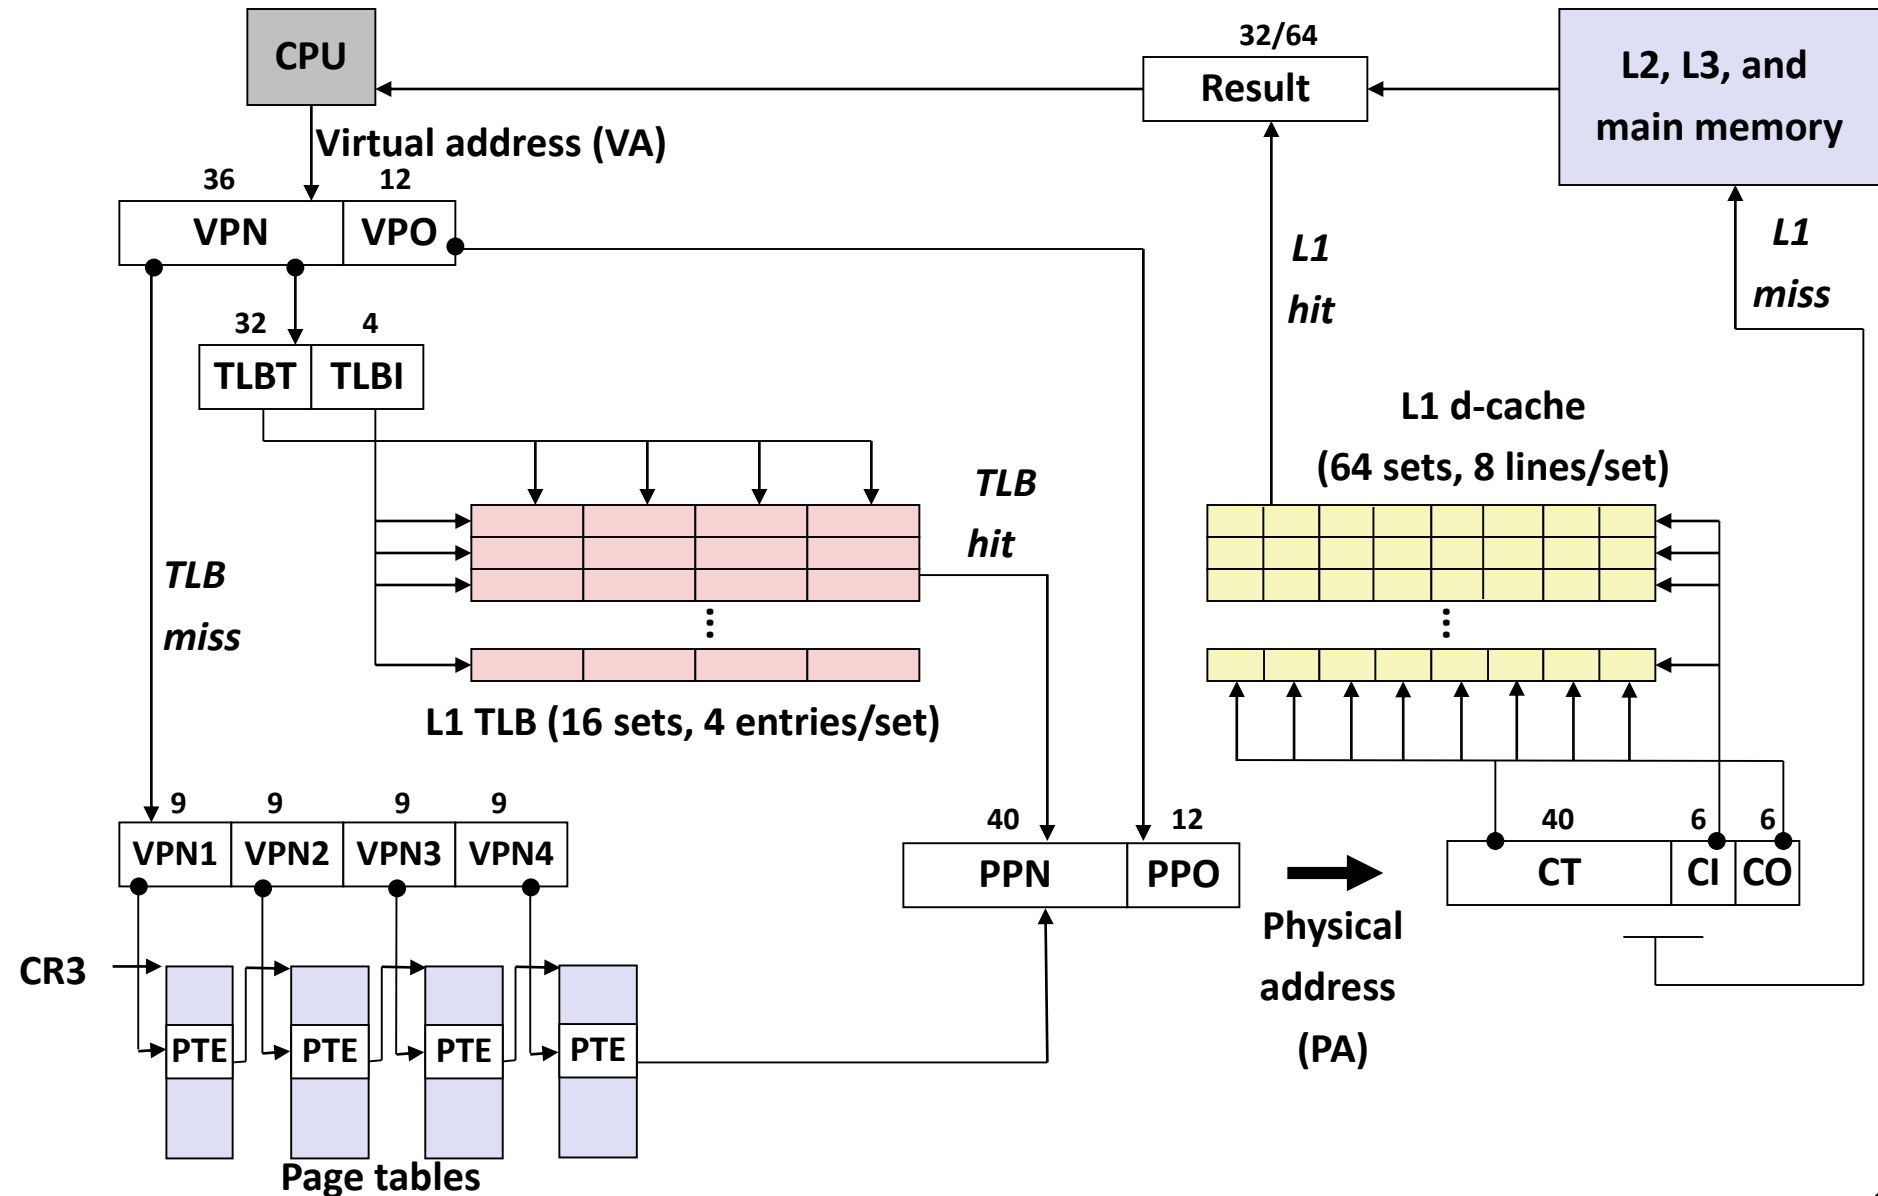 CPU
32/64
Result
L2, L3, and
main memory
Virtual address (VA)
36
12
VPN
VPO
L1
hit
L1
miss
32
4
TLBT
TLBI
L1 d-cache
(64 sets, 8 lines/set)
TLB
hit
TLB
miss
...
...
L1 TLB (16 sets, 4 entries/set)
9
9
9
9
VPN1
VPN2
VPN3
VPN4
40
12
PPN
PPO
40
6
6
CT
CI
CO
Physical
address
(PA)
CR3
PTE
PTE
PTE
PTE
Page tables